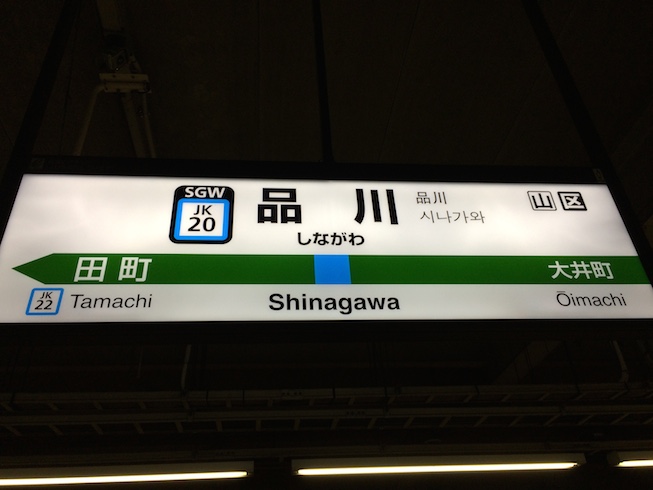 SGW
JK
20
品川
しながわ
品川
시나가와
山 区
田町
大井町
JK
22
Tamachi
Shinagawa
Ōimachi